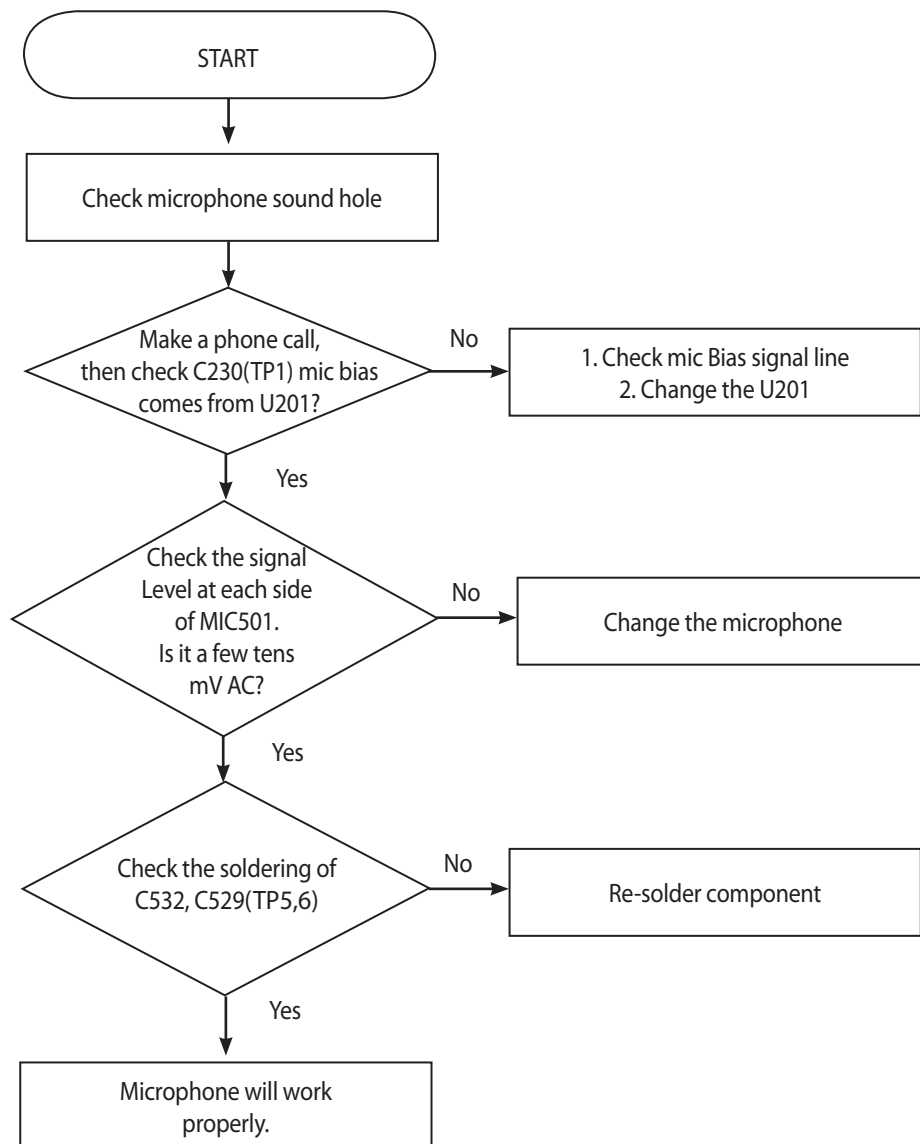 START
Check microphone sound hole
Make a phone call,
then check C230(TP1) mic bias
comes from U201?
No
1. Check mic Bias signal line
2. Change the U201
Yes
Check the signal
Level at each side
of MIC501.
Is it a few tens
mV AC?
No
Change the microphone
Yes
Check the soldering of
C532, C529(TP5,6)
No
Re-solder component
Yes
Microphone will work
properly.